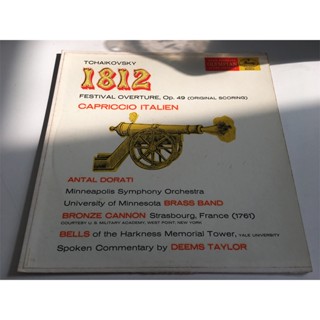 TCHAIKOVSKY
1812
FESTIVAL OVERTURE, Op. 49 (ORIGINAL SCORING)
CAPRICCIO ITALIEN
ANTAL DORATI
Minneapolis Symphony Orchestra
University of Minnesota BRASS BAND
BRONZE CANNON Strasbourg, France (1761)
COURTESY U. S. MILITARY ACADEMY, WEST POINT, NEW YORK
BELLS of the Harkness Memorial Tower, YALE UNIVERSITY
Spoken Commentary by DEEMS TAYLOR